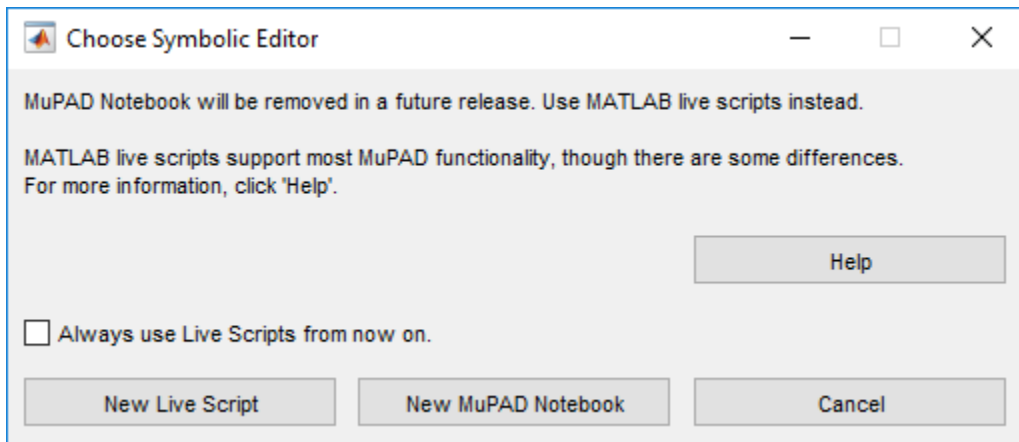 Choose Symbolic Editor
MuPAD Notebook will be removed in a future release. Use MATLAB live scripts instead.
MATLAB live scripts support most MuPAD functionality, though there are some differences.
For more information, click 'Help'.
Help
Always use Live Scripts from now on.
New Live Script New MuPAD Notebook Cancel